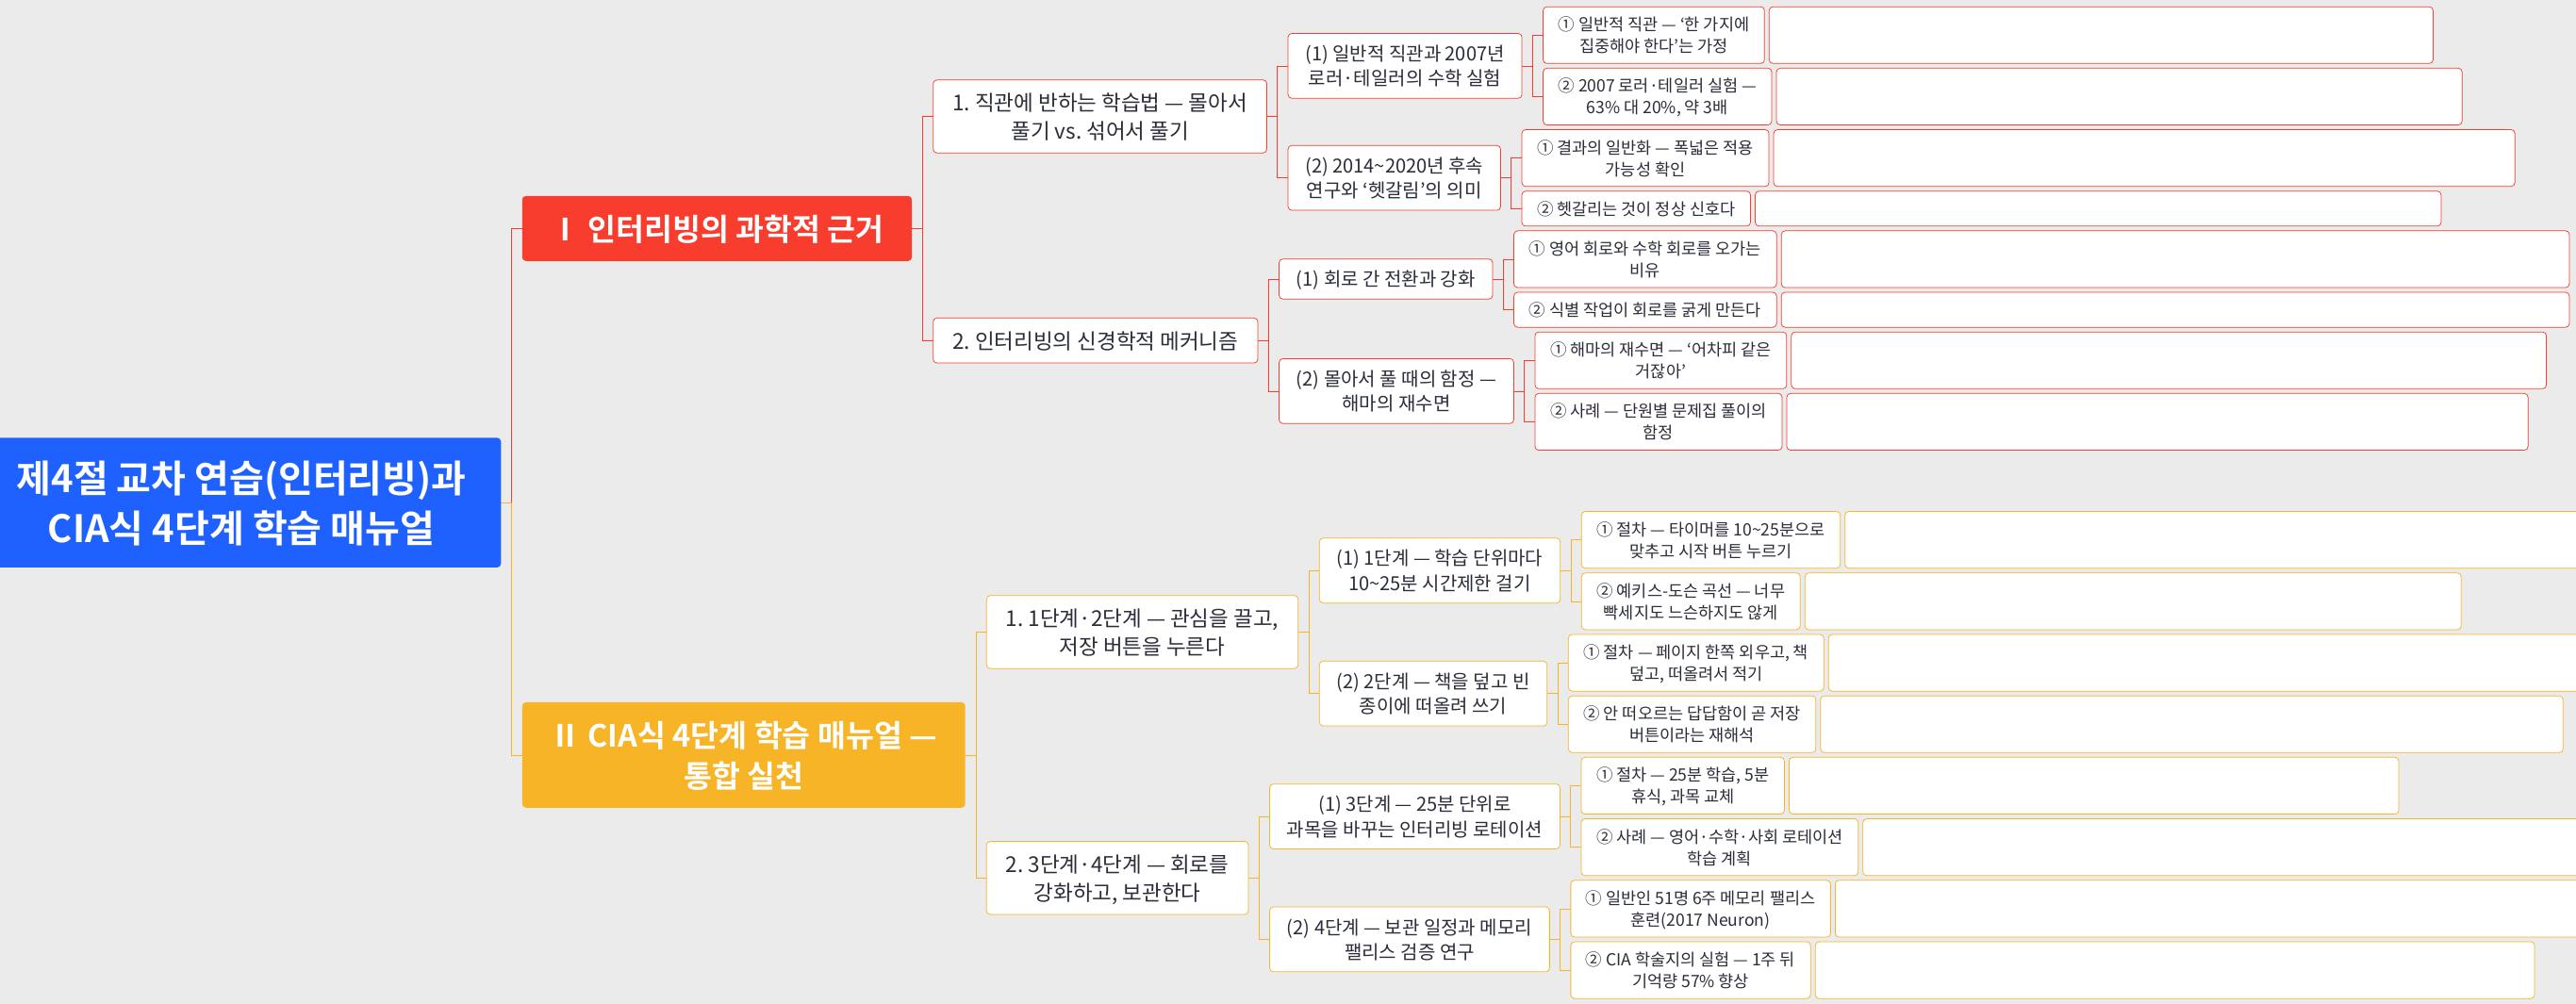 제4절 교차 연습(인터리빙)과
CIA식 4단계 학습 매뉴얼
Ⅰ 인터리빙의 과학적 근거
1. 직관에 반하는 학습법 — 몰아서
풀기 vs. 섞어서 풀기
(1) 일반적 직관과 2007년
로러·테일러의 수학 실험
① 일반적 직관 — ‘한 가지에
집중해야 한다’는 가정
② 2007 로러·테일러 실험 —
63% 대 20%, 약 3배
(2) 2014~2020년 후속
연구와 ‘헷갈림’의 의미
① 결과의 일반화 — 폭넓은 적용
가능성 확인
② 헷갈리는 것이 정상 신호다
2. 인터리빙의 신경학적 메커니즘
(1) 회로 간 전환과 강화
① 영어 회로와 수학 회로를 오가는
비유
② 식별 작업이 회로를 굵게 만든다
(2) 몰아서 풀 때의 함정 —
해마의 재수면
① 해마의 재수면 — ‘어차피 같은
거잖아’
② 사례 — 단원별 문제집 풀이의
함정
II CIA식 4단계 학습 매뉴얼 —
통합 실천
1. 1단계·2단계 — 관심을 끌고,
저장 버튼을 누른다
(1) 1단계 — 학습 단위마다
10~25분 시간제한 걸기
① 절차 — 타이머를 10~25분으로
맞추고 시작 버튼 누르기
② 예키스-도슨 곡선 — 너무
빡세지도 느슨하지도 않게
(2) 2단계 — 책을 덮고 빈
종이에 떠올려 쓰기
① 절차 — 페이지 한쪽 외우고, 책
덮고, 떠올려서 적기
② 안 떠오르는 답답함이 곧 저장
버튼이라는 재해석
2. 3단계·4단계 — 회로를
강화하고, 보관한다
(1) 3단계 — 25분 단위로
과목을 바꾸는 인터리빙 로테이션
① 절차 — 25분 학습, 5분
휴식, 과목 교체
② 사례 — 영어·수학·사회 로테이션
학습 계획
(2) 4단계 — 보관 일정과 메모리
팰리스 검증 연구
① 일반인 51명 6주 메모리 팰리스
훈련(2017 Neuron)
② CIA 학술지의 실험 — 1주 뒤
기억량 57% 향상